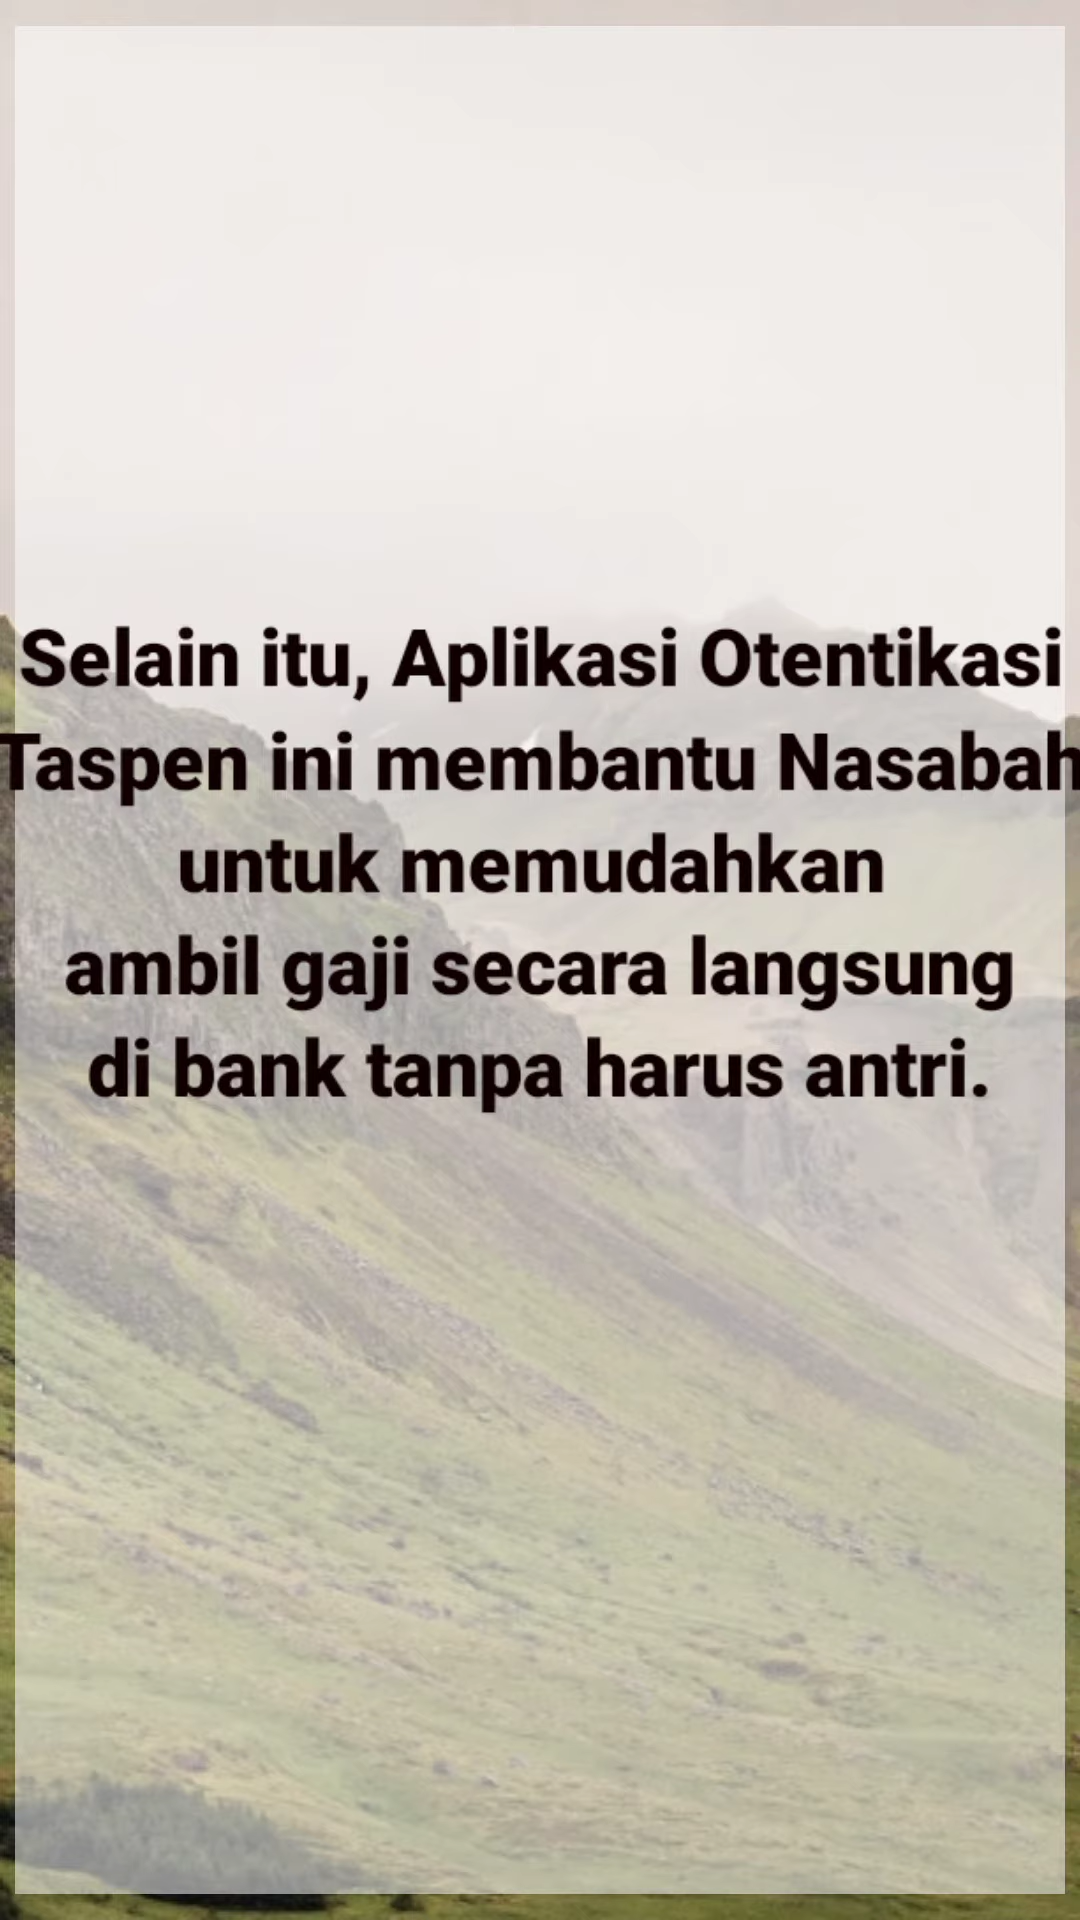 Selain itu, Aplikasi Otentikasi
Taspen ini membantu Nasabah
untuk memudahkan
ambil gaji secara langsung
di bank tanpa harus antri.